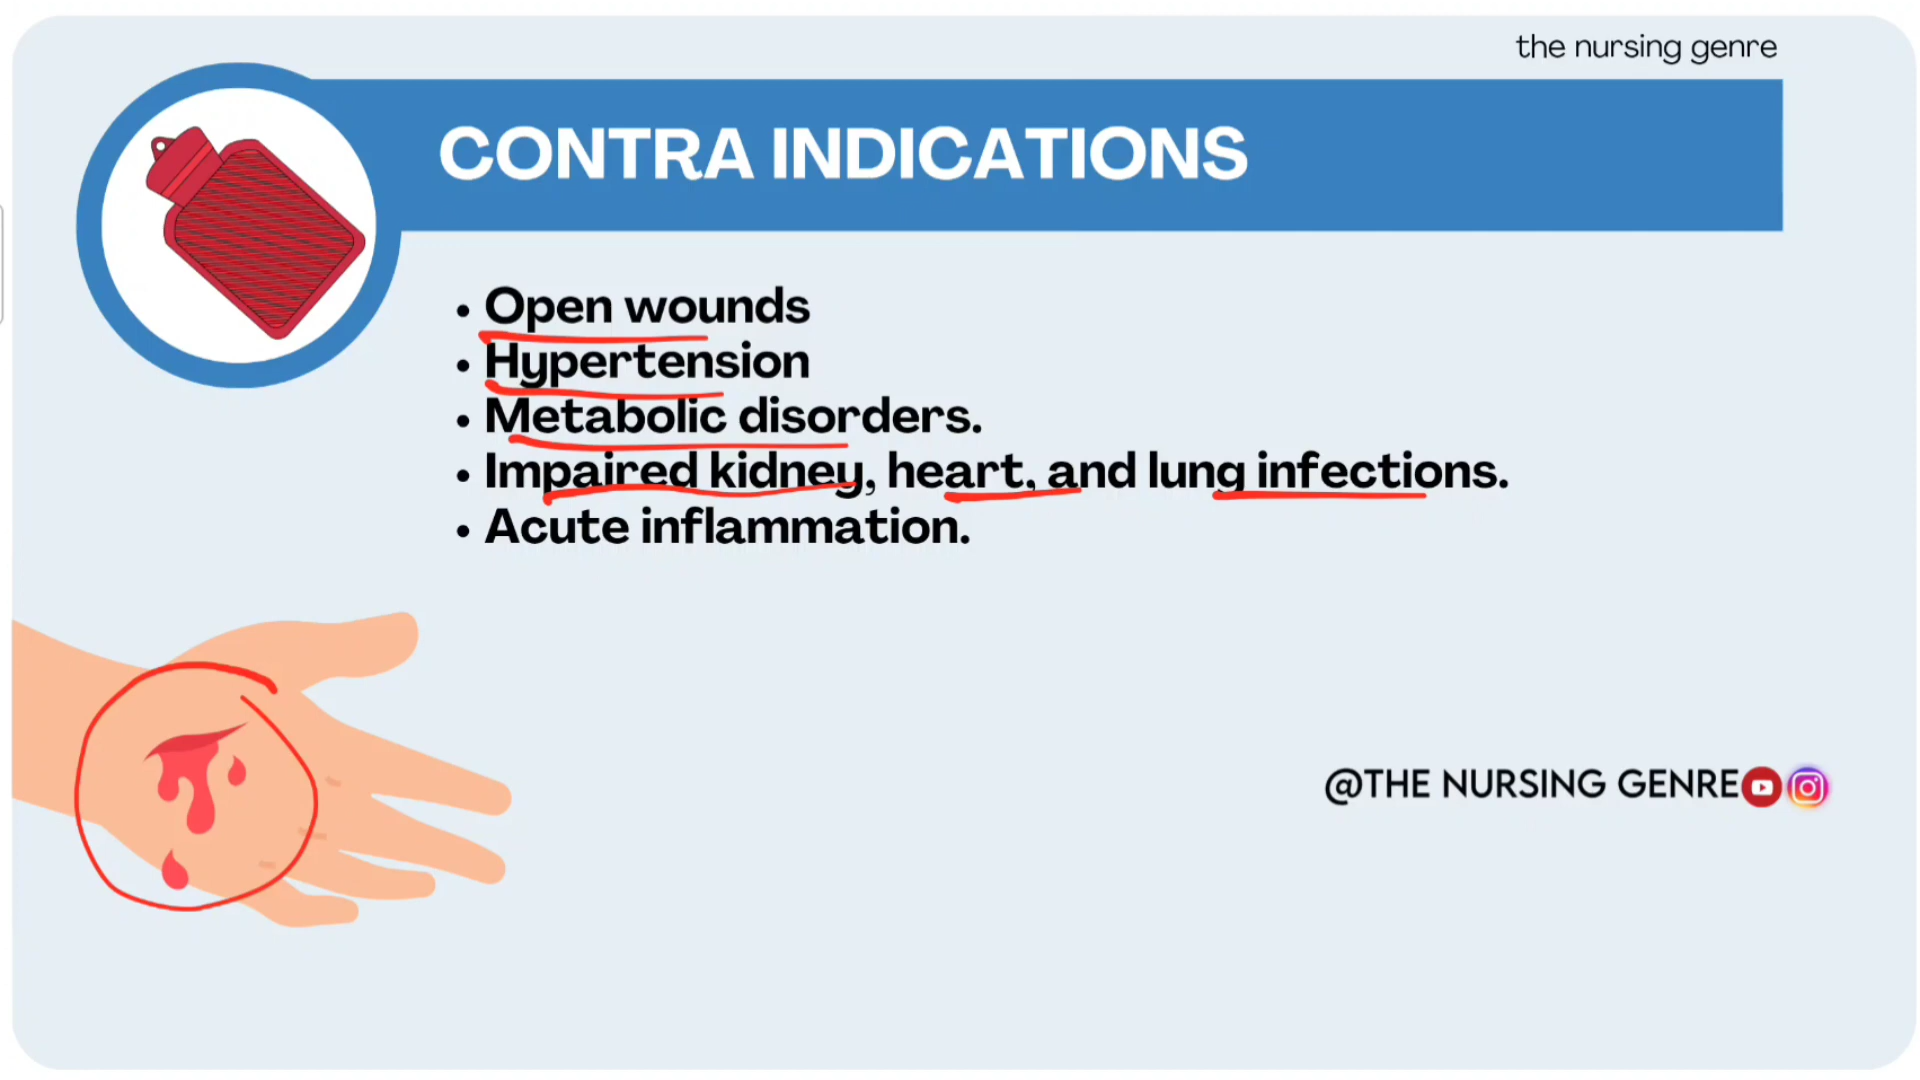 the nursing genre
CONTRA INDICATIONS
• Open wounds
• Hypertension
• Metabolic disorders.
• Impaired kidney, heart, and lung infections.
• Acute inflammation.
@THE NURSING GENRE